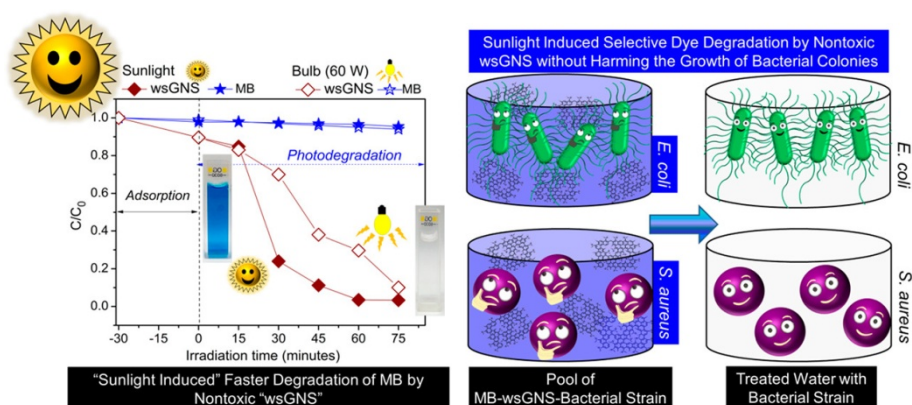 Sunlight
wsGNS
MB
Bulb (60 W)
wsGNS
MB
C/C0
1.0
0.8
0.6
0.4
0.2
0.0
Photodegradation
Adsorption
-30
-15
0
15
30
45
60
75
Irradiation time (minutes)
"Sunlight Induced" Faster Degradation of MB by
Nontoxic "wsGNS"
Sunlight Induced Selective Dye Degradation by Nontoxic
wsGNS without Harming the Growth of Bacterial Colonies
E. coli
E. coli
S. aureus
S. aureus
Pool of
MB-wsGNS-Bacterial Strain
Treated Water with
Bacterial Strain